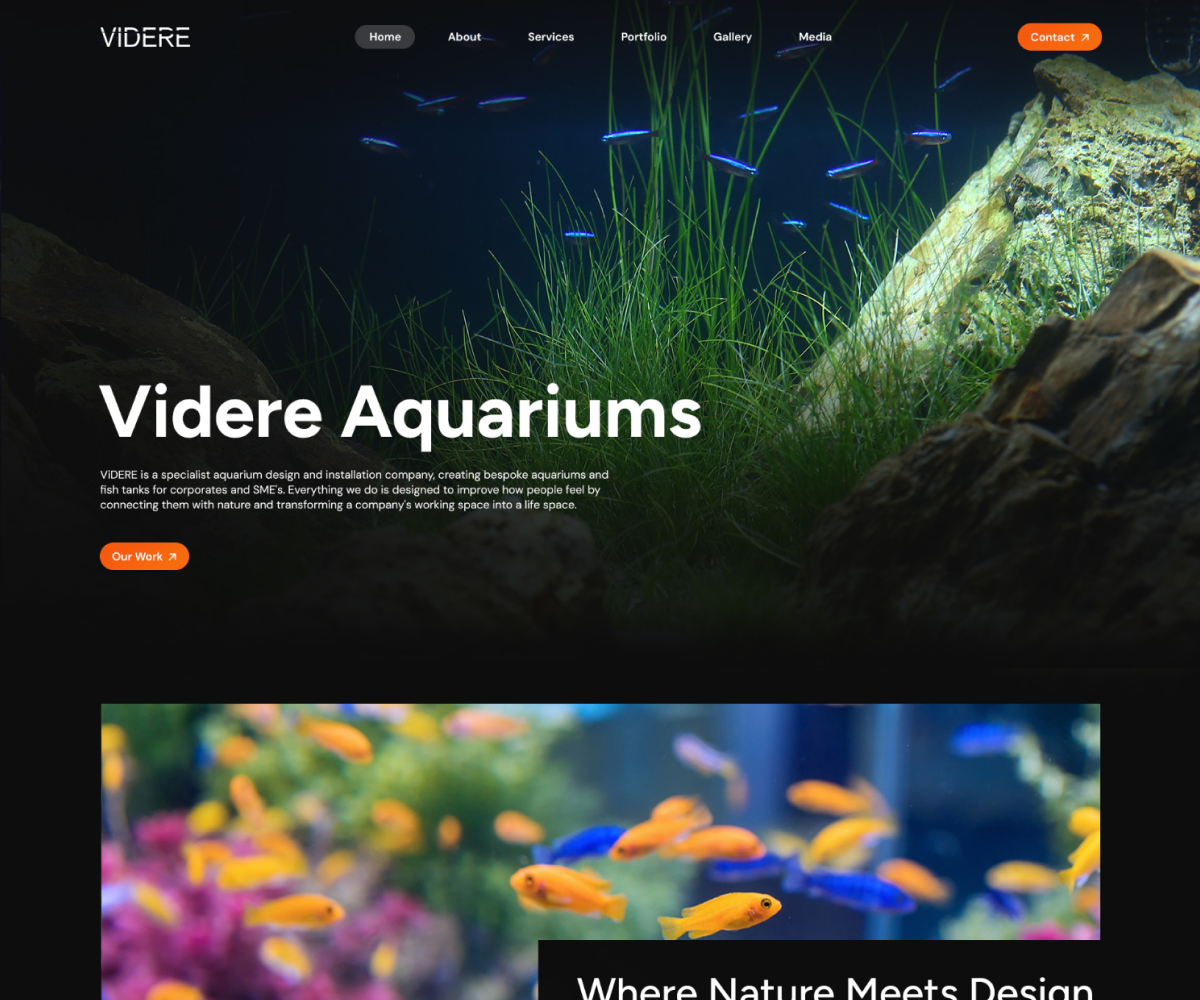 ViDERE
Home
About
Services
Portfolio
Gallery
Media
Contact
Videre Aquariums
ViDERE is a specialist aquarium design and installation company, creating bespoke aquariums and
fish tanks for corporates and SME's. Everything we do is designed to improve how people feel by
connecting them with nature and transforming a company's working space into a life space.
Our Work
Where Nature Meets Design